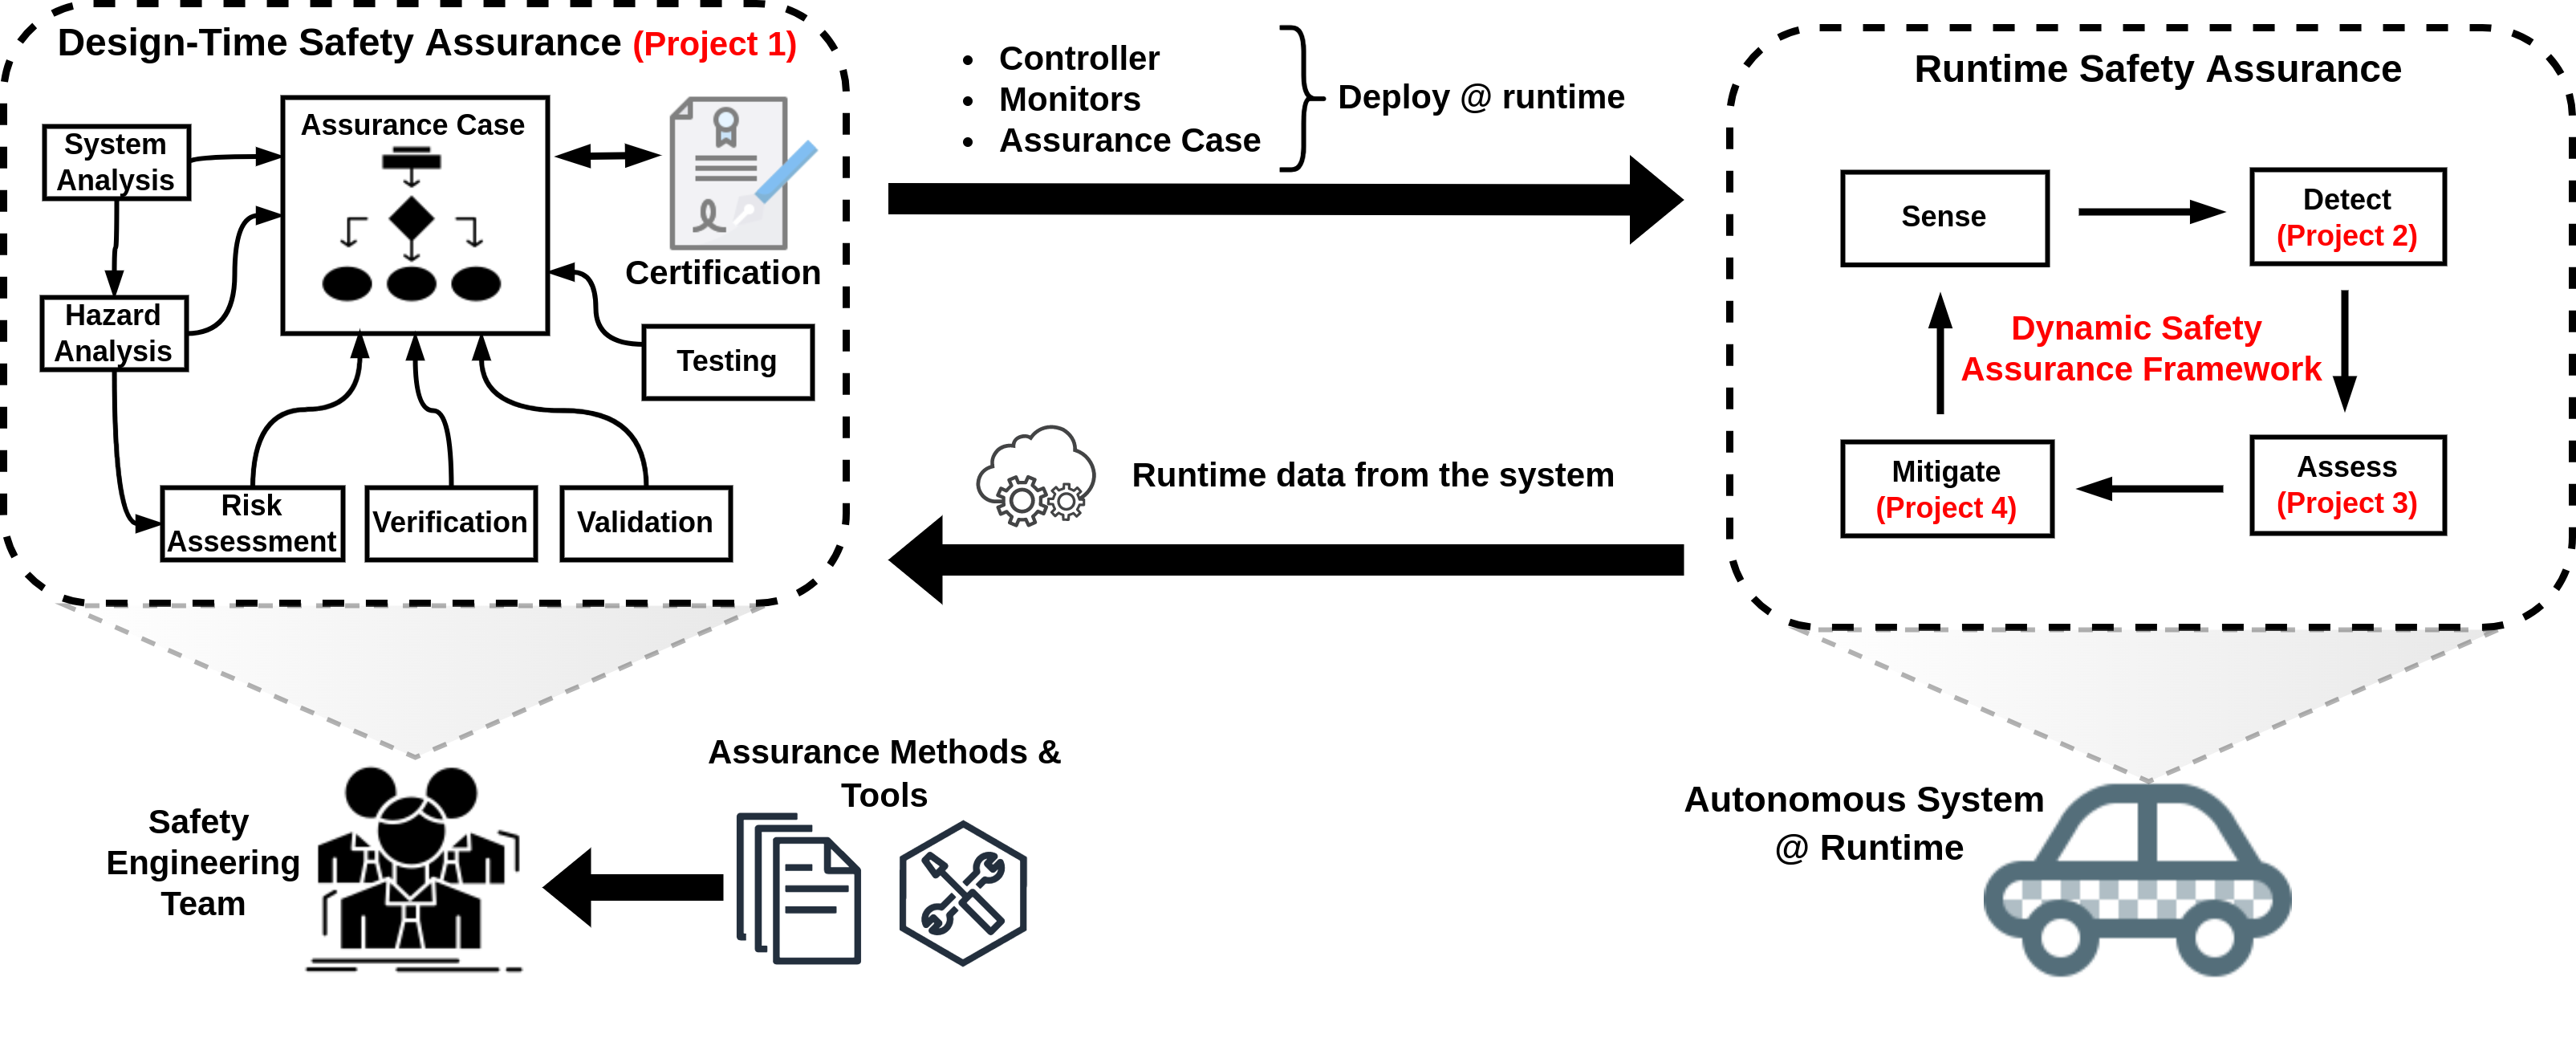 Design-Time Safety Assurance (Project 1)
System
Analysis
Assurance Case
Certification
Hazard
Analysis
Testing
Risk
Assessment
Verification
Validation
• Controller
• Monitors
• Assurance Case
Deploy @ runtime
Runtime data from the system
Runtime Safety Assurance
Sense
Detect
(Project 2)
Dynamic Safety
Assurance Framework
Mitigate
(Project 4)
Assess
(Project 3)
Safety
Engineering
Team
Assurance Methods &
Tools
Autonomous System
@ Runtime